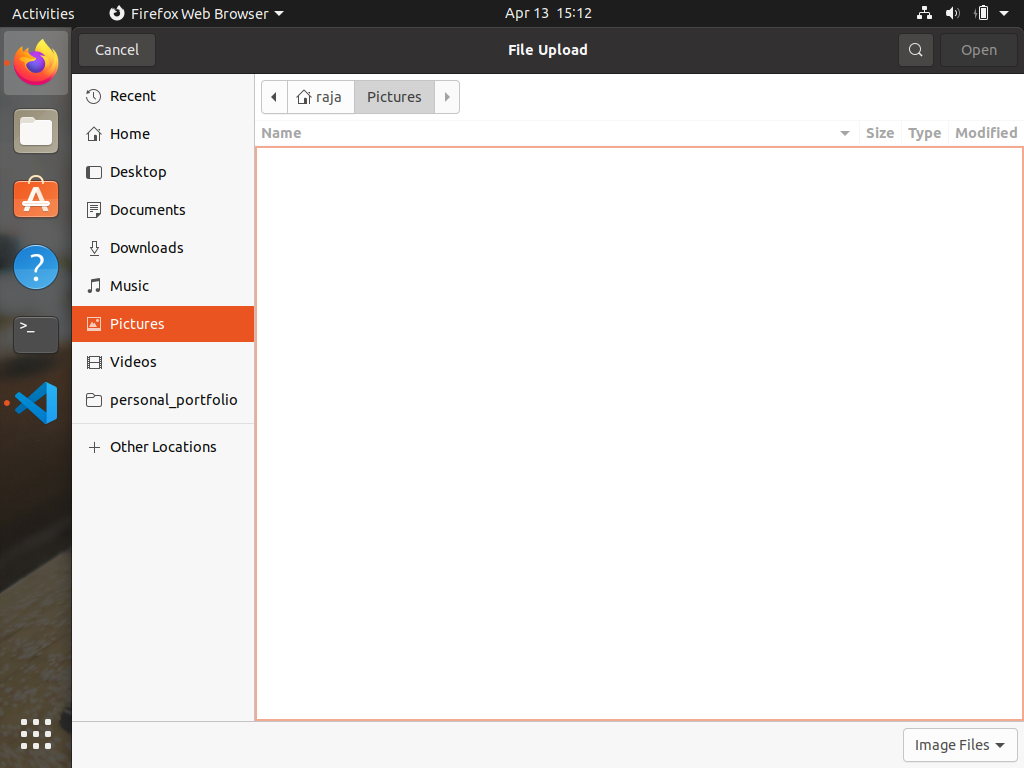 Activities Firefox Web Browser Apr 13 15:12
Cancel File Upload Open
Recent
Home
Desktop
Documents
Downloads
Music
Pictures
Videos
personal_portfolio
Other Locations
raja Pictures
Name Size Type Modified
Image Files